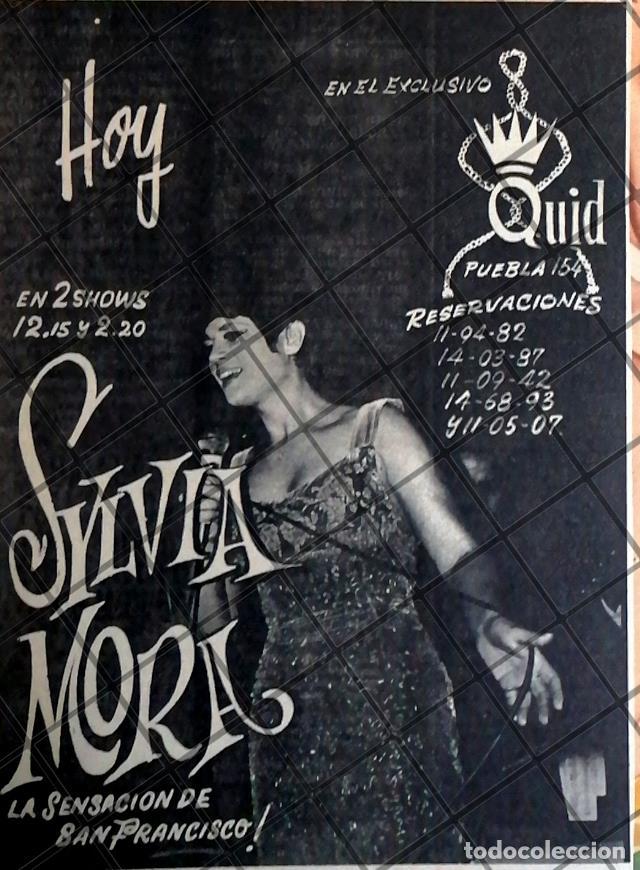 Hoy
EN EL EXCLUSIVO
Quid
PUEBLA 154
RESERVACIONES
11-94-82
14-03-87
11-09-42
14-68-93
y 11-05-07
EN 2 SHOWS
12.15 y 2.20
SYLVIA
MORA
LA SENSACION DE
SAN FRANCISCO!
todocoleccion